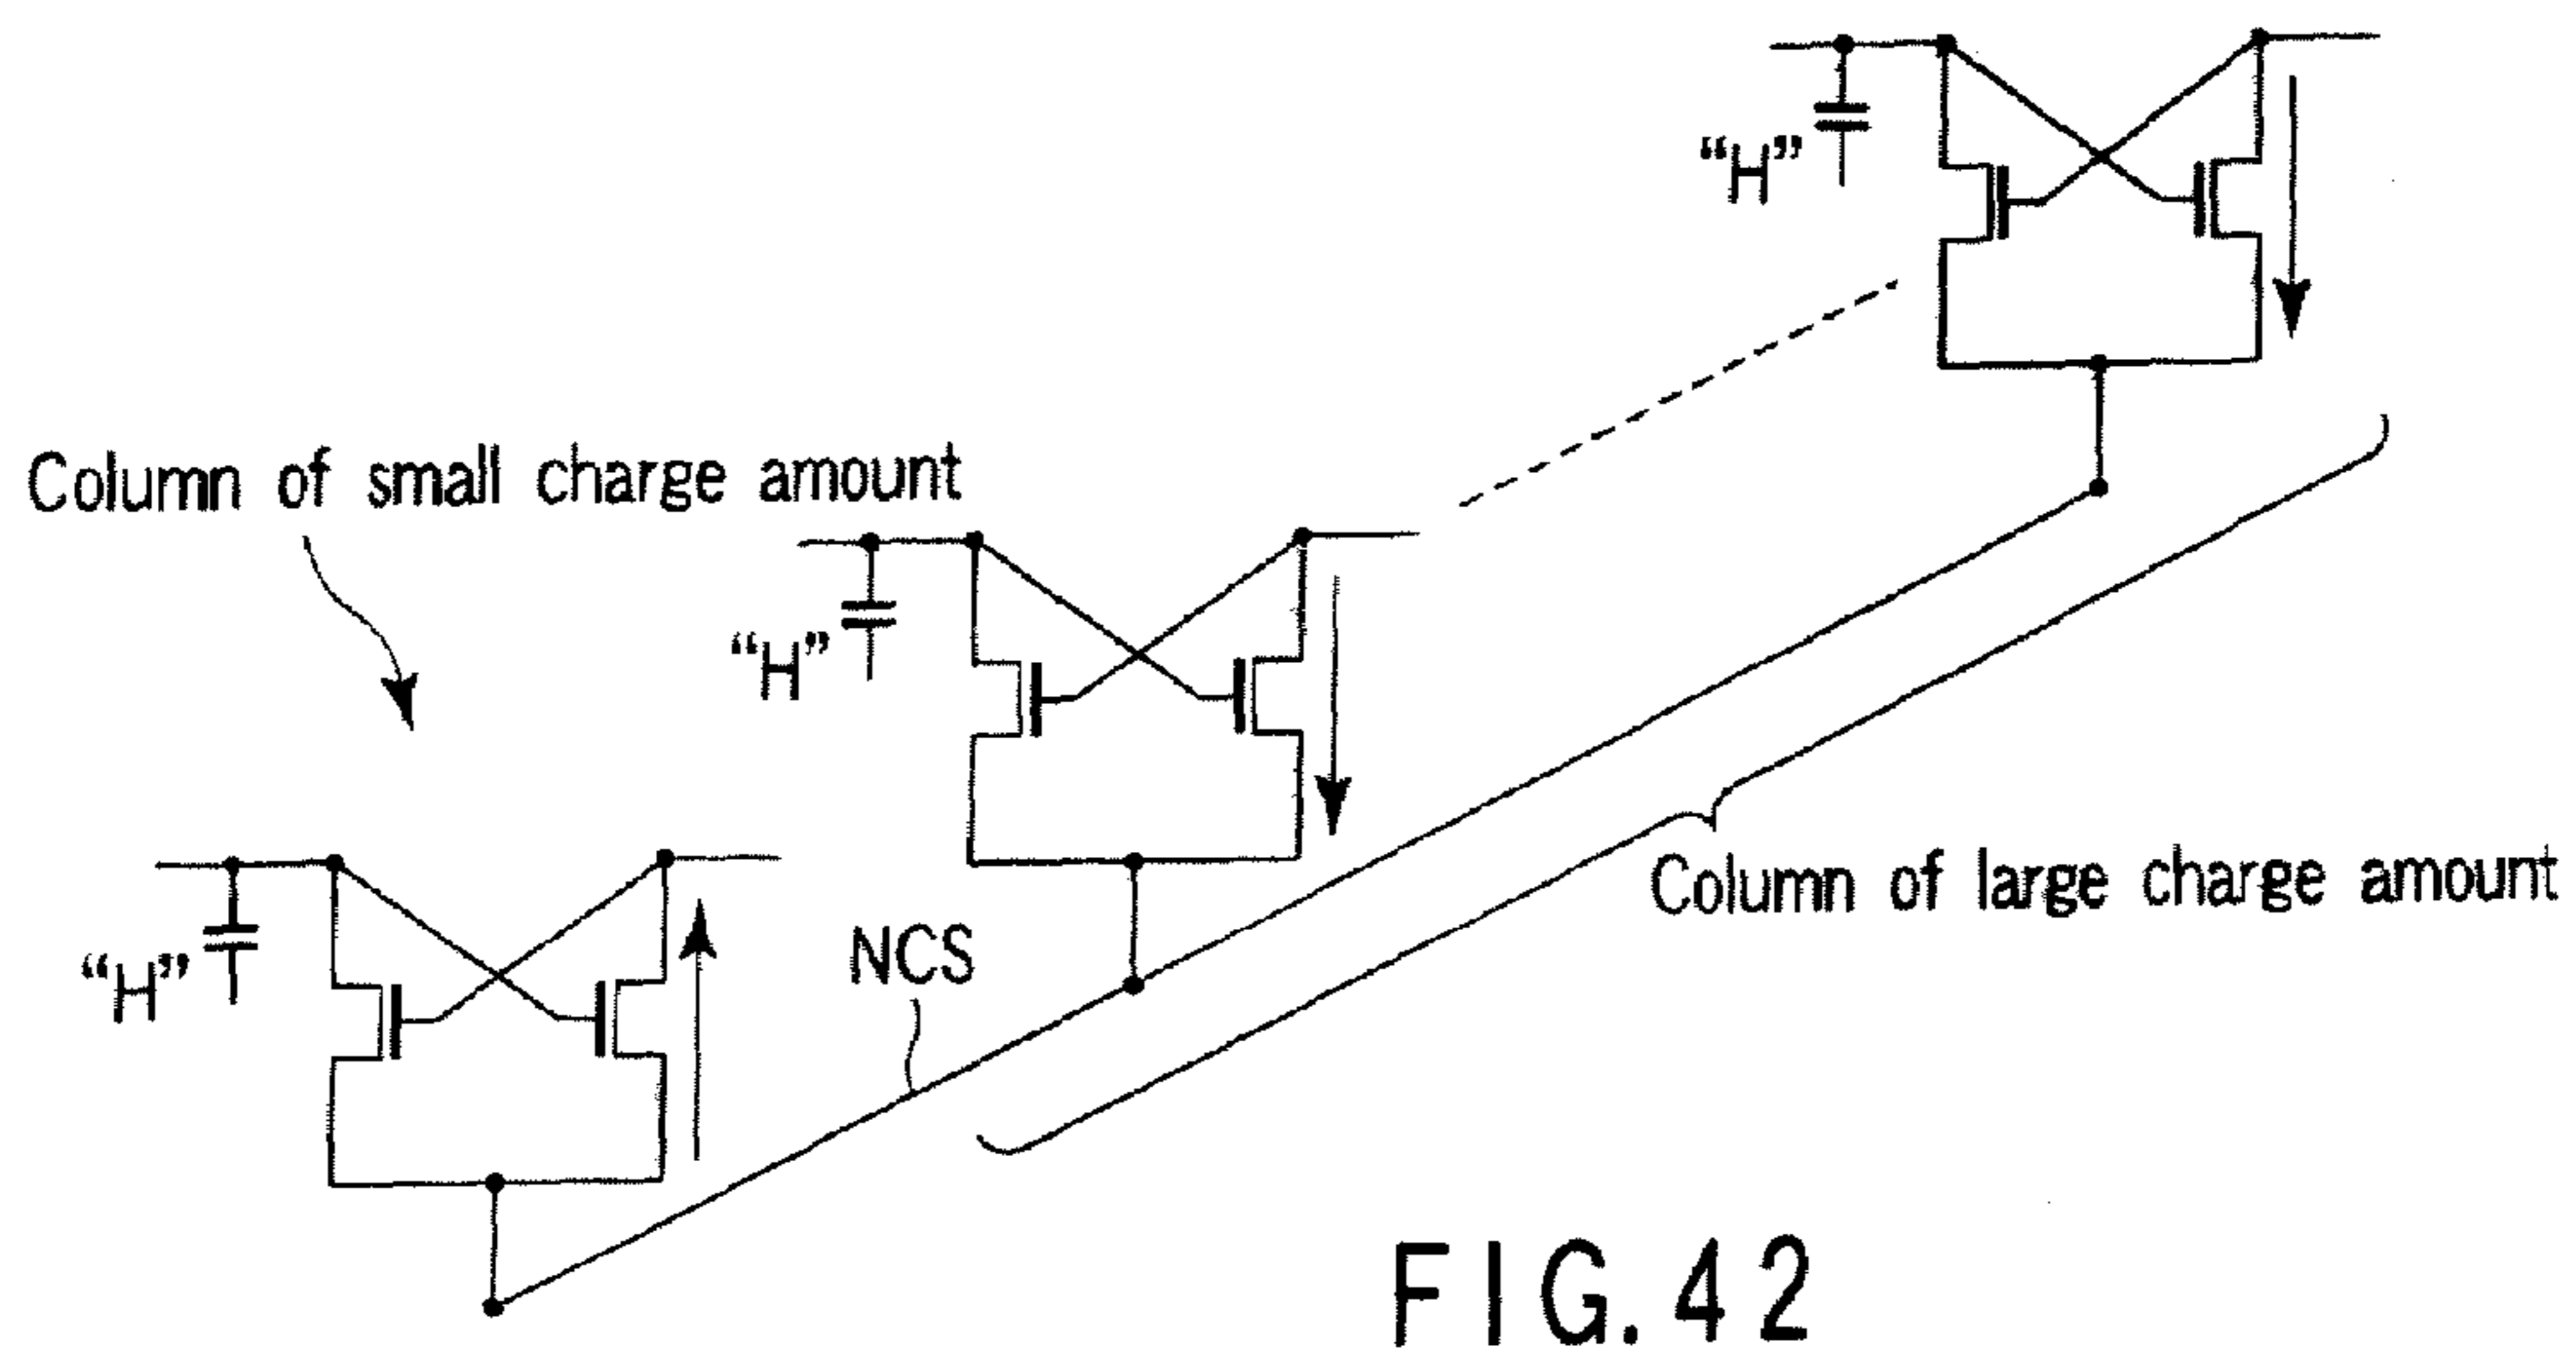 “H”
Column of small charge amount
“H”
Column of large charge amount
NCS
“H”
FIG.42